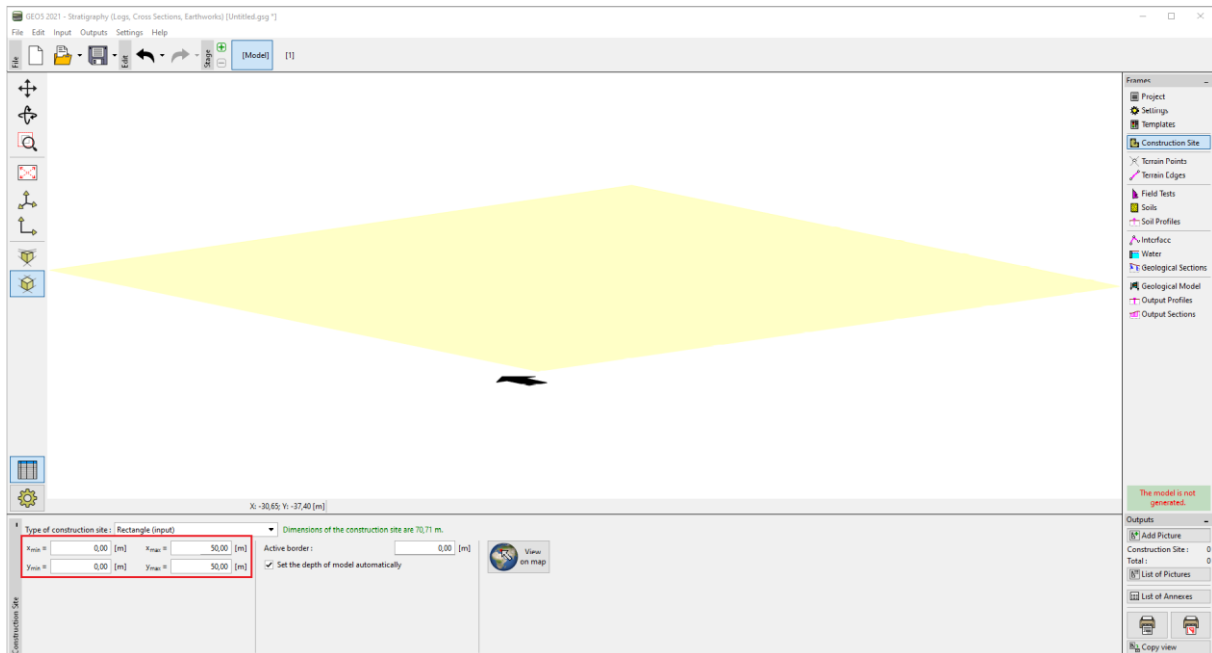 GEO5 2021 - Stratigraphy (Logs, Cross Sections, Earthworks) [Untitled.gsg *]
File Edit Input Outputs Settings Help
File
Edit
Stage
[Model] [1]
Frames
Project
Settings
Templates
Construction Site
Terrain Points
Terrain Edges
Field Tests
Soils
Soil Profiles
Interface
Water
Geological Sections
Geological Model
Output Profiles
Output Sections
The model is not
generated.
X: -30,65; Y: -37,40 [m]
Construction Site
Type of construction site : Rectangle (input) Dimensions of the construction site are 70,71 m.
xmin = 0,00 [m] xmax = 50,00 [m] Active border : 0,00 [m]
ymin = 0,00 [m] ymax = 50,00 [m] Set the depth of model automatically
View
on map
Outputs
Add Picture
Construction Site : 0
Total : 0
List of Pictures
List of Annexes
Copy view